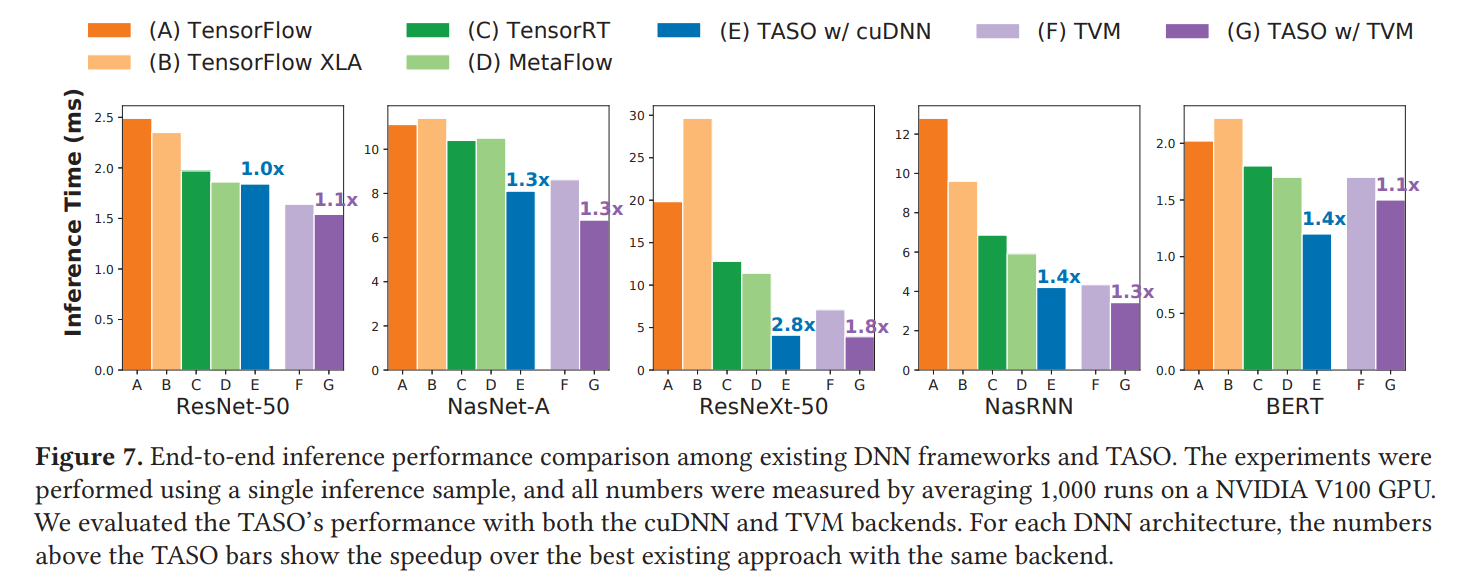 (A) TensorFlow (C) TensorRT (E) TASO w/ cuDNN (F) TVM (G) TASO w/ TVM
(B) TensorFlow XLA (D) MetaFlow
Inference Time (ms)
2.5
2.0
1.5
1.0
0.5
0.0
1.0x
1.1x
A B C D E F G
ResNet-50
10
8
6
4
2
0
1.3x
1.3x
A B C D E F G
NasNet-A
30
25
20
15
10
5
0
2.8x
1.8x
A B C D E F G
ResNeXt-50
12
10
8
6
4
2
0
1.4x
1.3x
A B C D E F G
NasRNN
2.0
1.5
1.0
0.5
0.0
1.4x
1.1x
A B C D E F G
BERT
Figure 7. End-to-end inference performance comparison among existing DNN frameworks and TASO. The experiments were
performed using a single inference sample, and all numbers were measured by averaging 1,000 runs on a NVIDIA V100 GPU.
We evaluated the TASO's performance with both the cuDNN and TVM backends. For each DNN architecture, the numbers
above the TASO bars show the speedup over the best existing approach with the same backend.